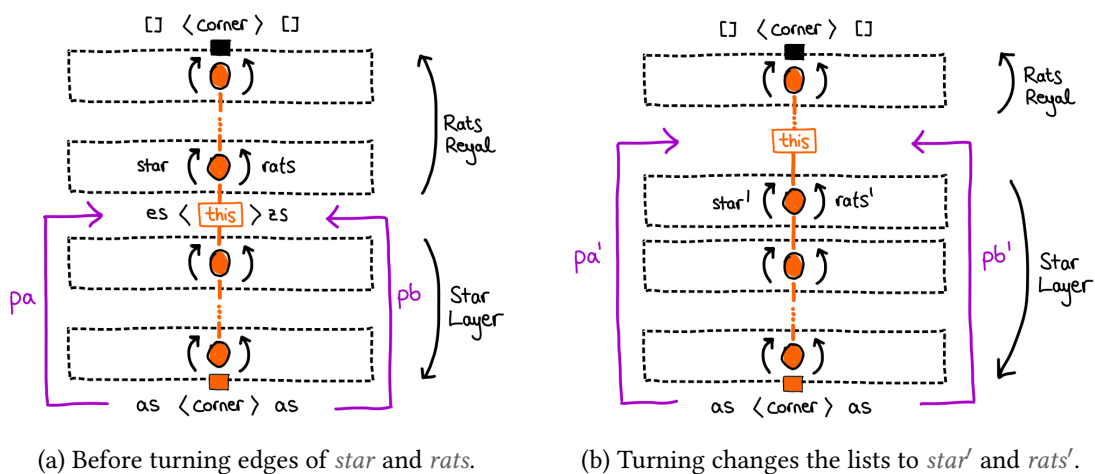 [] ⟨corner⟩ []
Rats
Reyal
star rats
es ⟨ this ⟩ zs
pa
pb
Star
Layer
as ⟨corner⟩ as
(a) Before turning edges of star and rats.
[] ⟨corner⟩ []
Rats
Reyal
this
star' rats'
pa'
pb'
Star
Layer
as ⟨corner⟩ as
(b) Turning changes the lists to star′ and rats′.